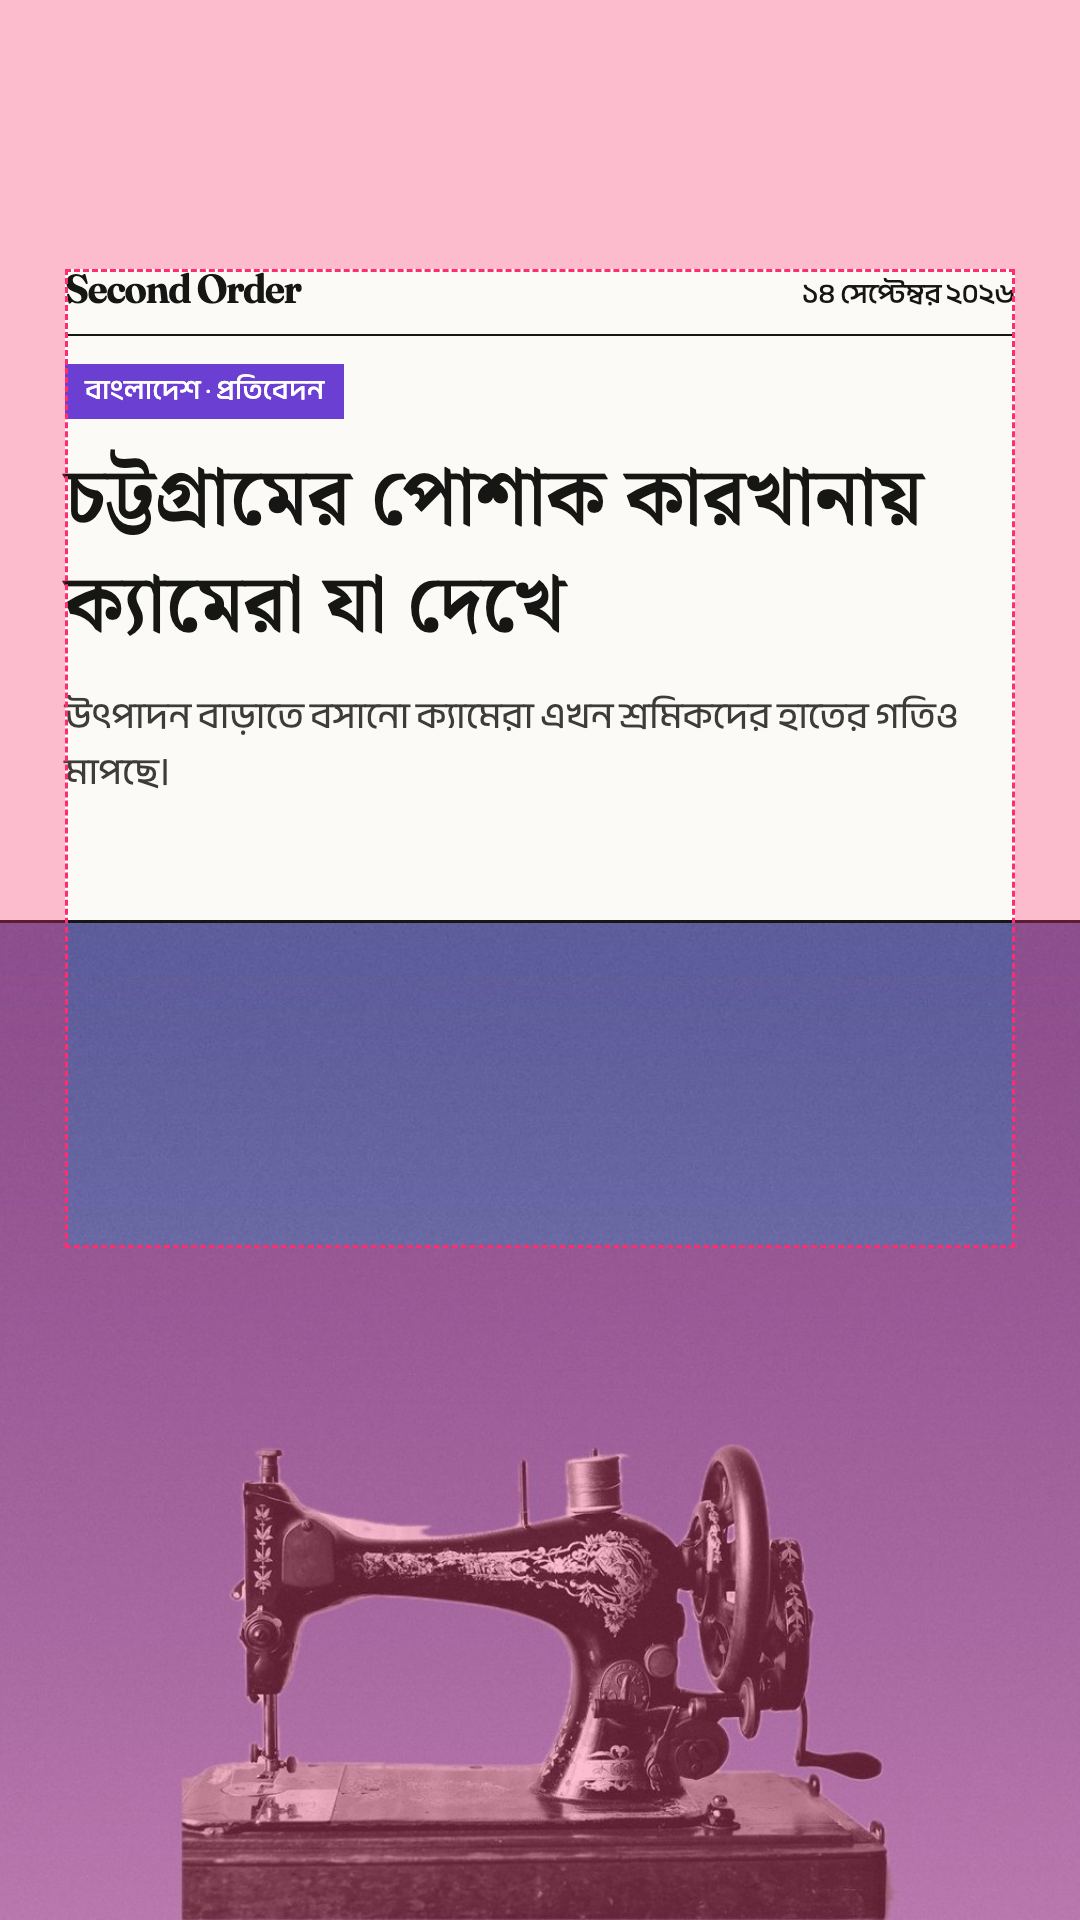 Second Order
১৪ সেপ্টেম্বর ২০২৬
বাংলাদেশ · প্রতিবেদন
চট্টগ্রামের পোশাক কারখানায়
ক্যামেরা যা দেখে
উৎপাদন বাড়াতে বসানো ক্যামেরা এখন শ্রমিকদের হাতের গতিও
মাপছে।